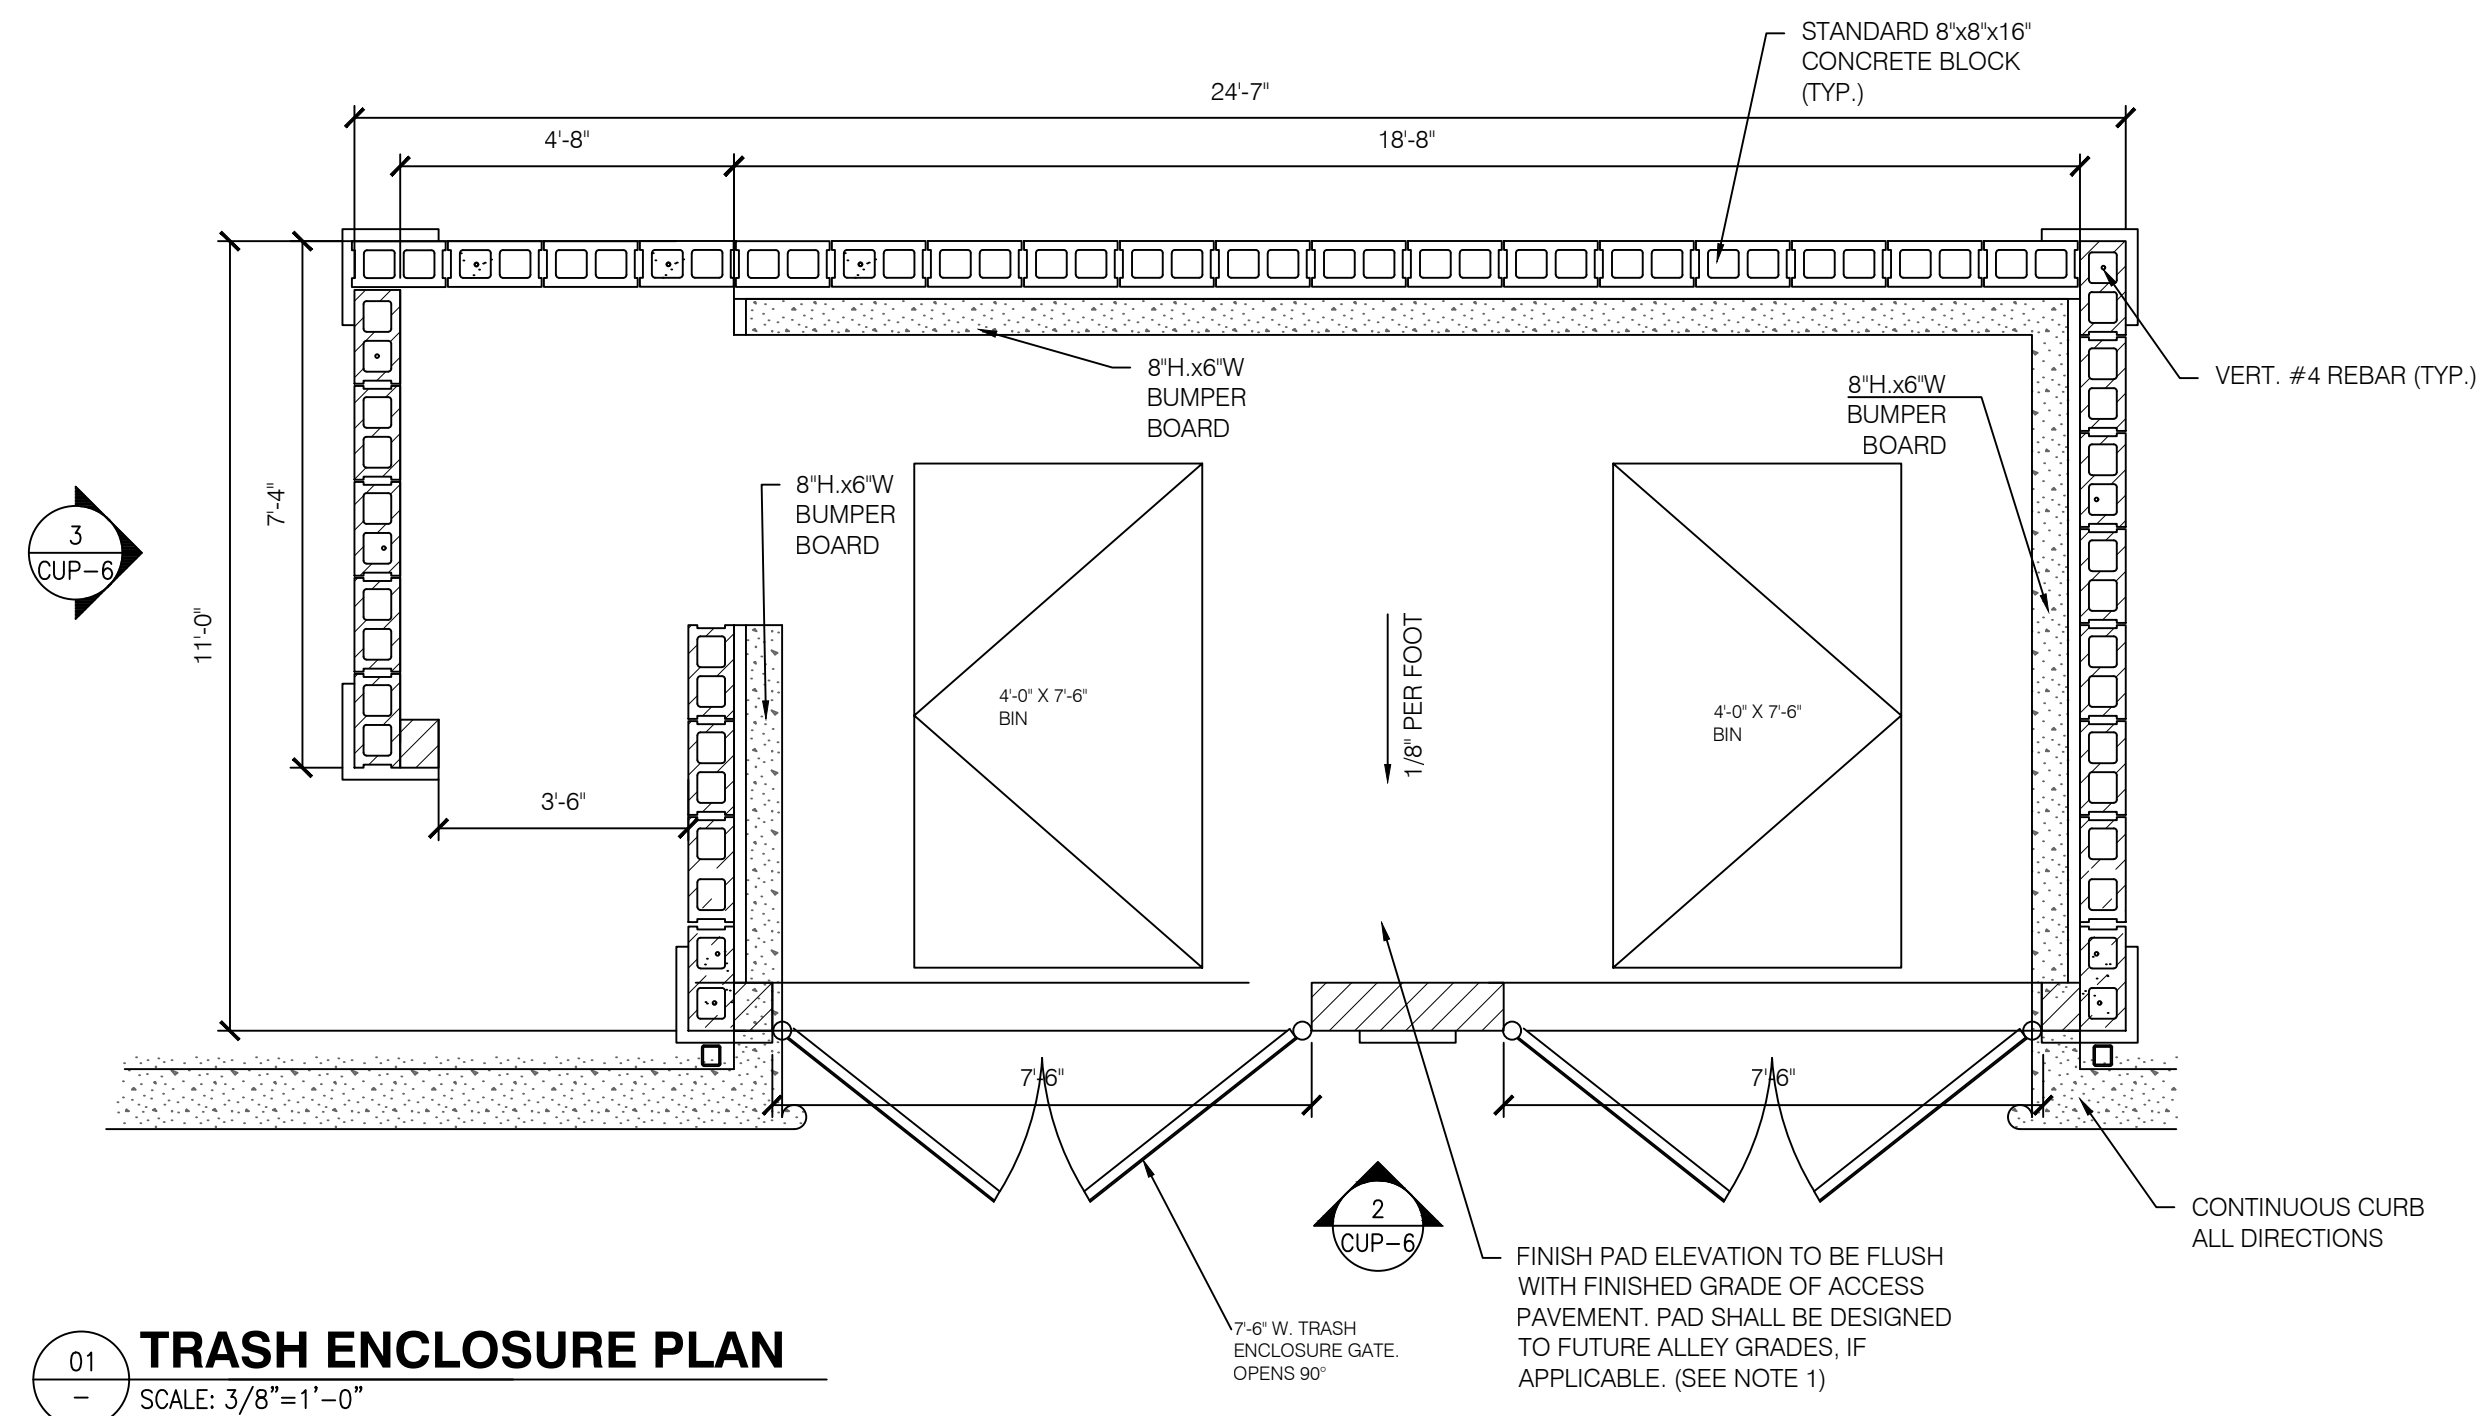 STANDARD 8"x8"x16"
CONCRETE BLOCK
(TYP.)
24'-7"
4'-8"
18'-8"
8"H.x6"W
BUMPER
BOARD
8"H.x6"W
BUMPER
BOARD
VERT. #4 REBAR (TYP.)
8"H.x6"W
BUMPER
BOARD
7'-4"
11'-0"
3
CUP-6
1/8" PER FOOT
4'-0" X 7'-6"
BIN
4'-0" X 7'-6"
BIN
3'-6"
7'-6"
7'-6"
2
CUP-6
CONTINUOUS CURB
ALL DIRECTIONS
FINISH PAD ELEVATION TO BE FLUSH
WITH FINISHED GRADE OF ACCESS
PAVEMENT. PAD SHALL BE DESIGNED
TO FUTURE ALLEY GRADES, IF
APPLICABLE. (SEE NOTE 1)
7'-6" W. TRASH
ENCLOSURE GATE.
OPENS 90°
01
–
TRASH ENCLOSURE PLAN
SCALE: 3/8"=1'-0"